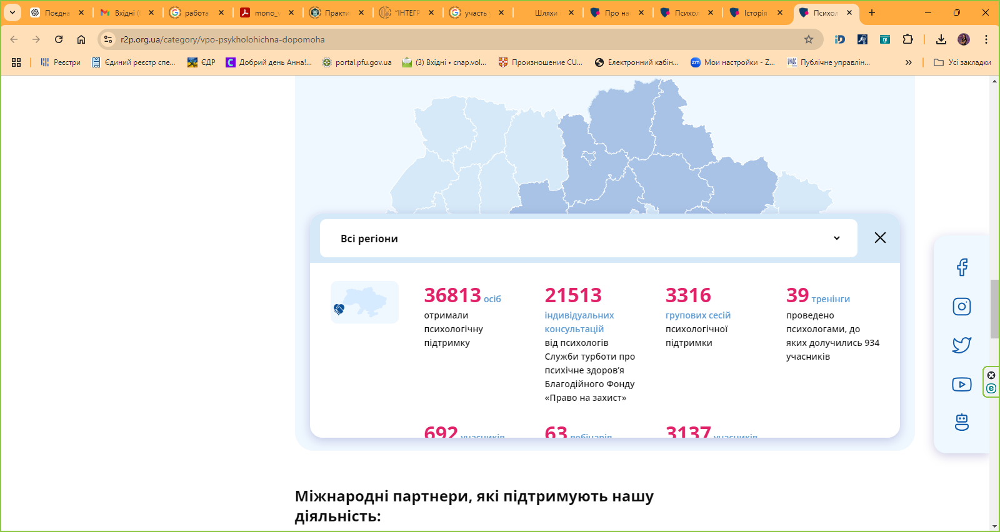 Поєдна
Вхідні (
работа
mono_v
Практи
"ІНТЕГР
участь
Шляхи
Про на
Психол
Історія
Психол
r2p.org.ua/category/vpo-psykholohichna-dopomoha
Реєстри
Єдиний реєстр спе...
ЄДР
Добрий день Анна!...
portal.pfu.gov.ua
(3) Вхідні • cnap.vol...
Произношение CU...
Електронний кабін...
Мои настройки - Z...
Публічне управлін...
»
Усі закладки
Всі регіони
36813 осіб
отримали
психологічну
підтримку
21513
індивідуальних
консультацій
від психологів
Служби турботи про
психічне здоров'я
Благодійного Фонду
«Право на захист»
3316
групових сесій
психологічної
підтримки
39 тренінги
проведено
психологами, до
яких долучились 934
учасників
692 учасників
63 вебінарів
3137 учасників
Міжнародні партнери, які підтримують нашу
діяльність: